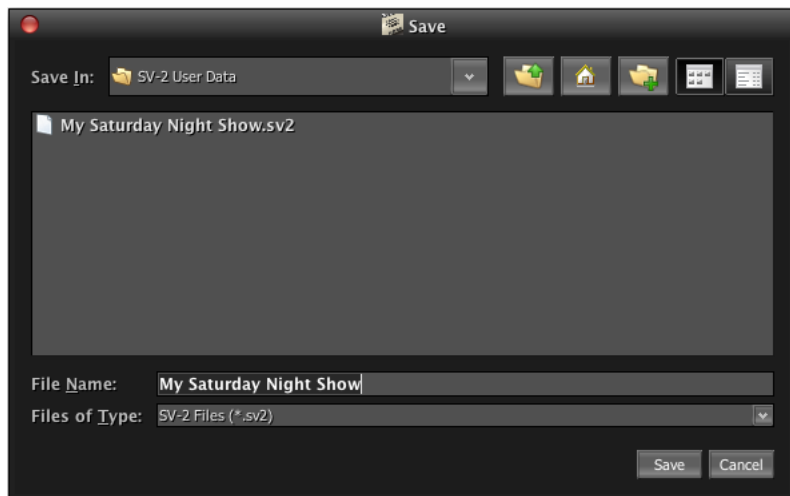 Save
Save In: SV-2 User Data
My Saturday Night Show.sv2
File Name: My Saturday Night Show
Files of Type: SV-2 Files (*.sv2)
Save Cancel